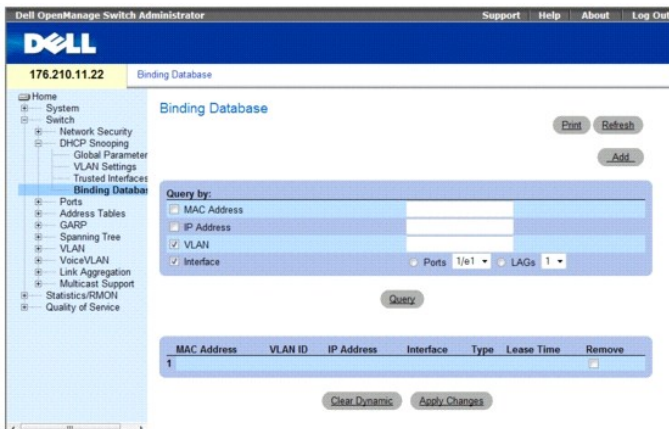 Dell OpenManage Switch Administrator
Support Help About Log Out
DELL
176.210.11.22
Binding Database
Home
System
Switch
Network Security
DHCP Snooping
Global Parameter
VLAN Settings
Trusted Interfaces
Binding Databas
Ports
Address Tables
GARP
Spanning Tree
VLAN
VoiceVLAN
Link Aggregation
Multicast Support
Statistics/RMON
Quality of Service
Binding Database
Print Refresh
Add
Query by:
MAC Address
IP Address
VLAN
Interface Ports 1/e1 LAGs 1
Query
MAC Address VLAN ID IP Address Interface Type Lease Time Remove
1
Clear Dynamic Apply Changes